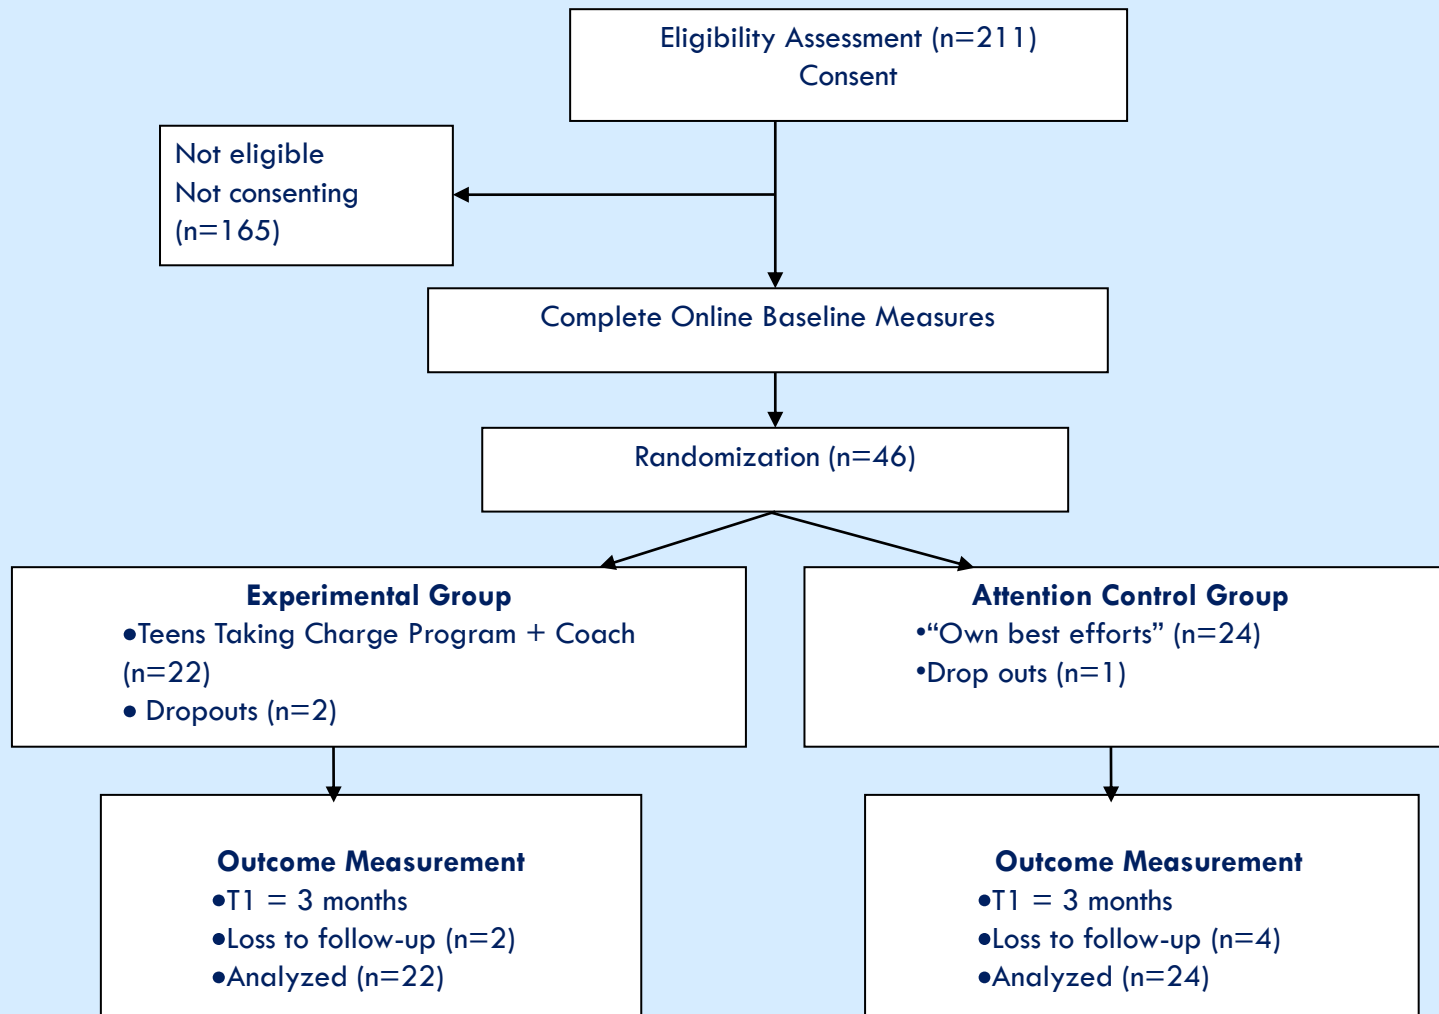 Eligibility Assessment (n=211)
Consent
Not eligible
Not consenting
(n=165)
Complete Online Baseline Measures
Randomization (n=46)
Experimental Group
•Teens Taking Charge Program + Coach
(n=22)
• Dropouts (n=2)
Attention Control Group
•“Own best efforts” (n=24)
•Drop outs (n=1)
Outcome Measurement
•T1 = 3 months
•Loss to follow-up (n=2)
•Analyzed (n=22)
Outcome Measurement
•T1 = 3 months
•Loss to follow-up (n=4)
•Analyzed (n=24)